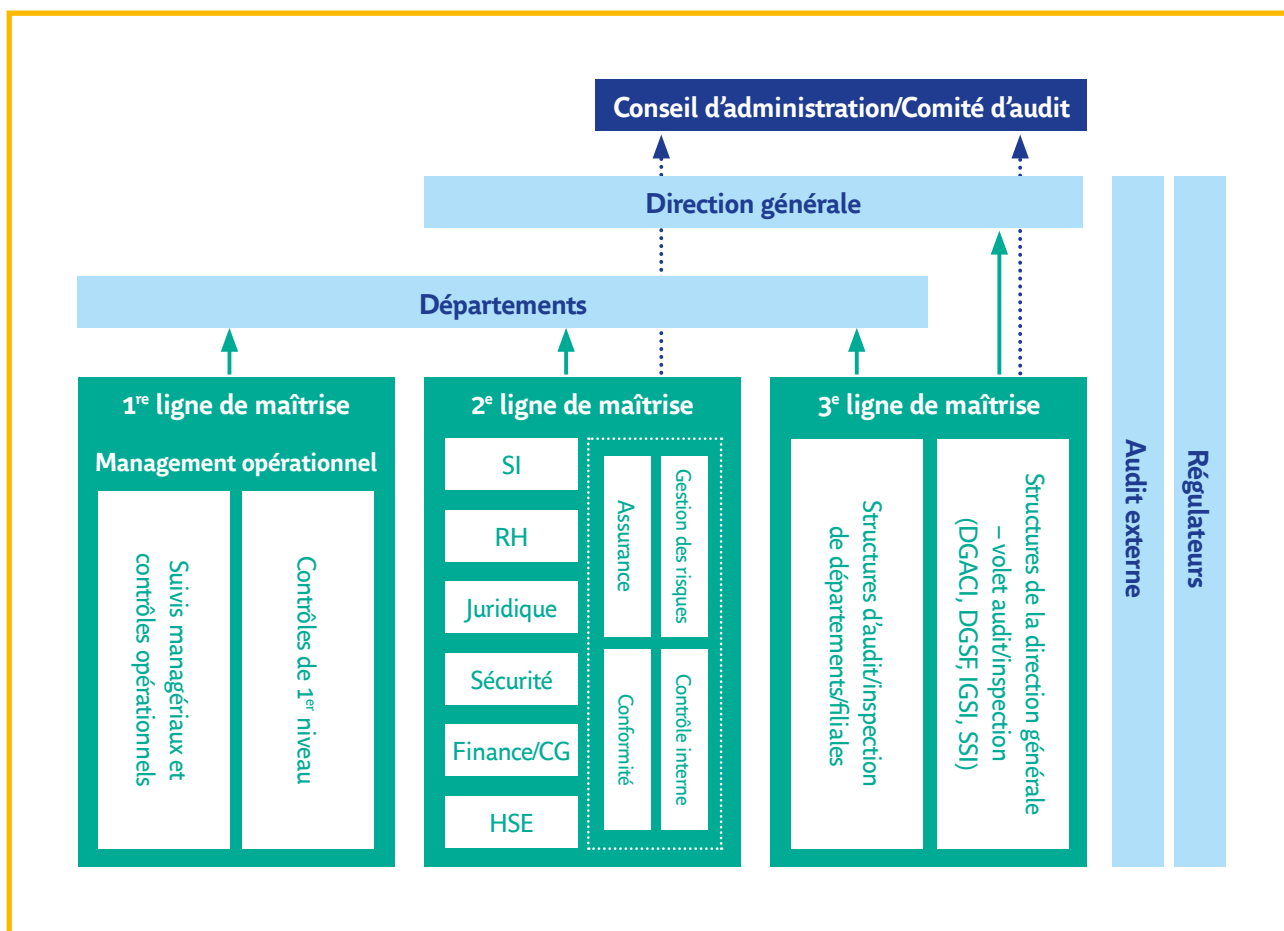 Conseil d'administration/Comité d'audit
Direction générale
Départements
1re ligne de maîtrise
Management opérationnel
Suivis managériaux et
contrôles opérationnels
Contrôles de 1er niveau
2e ligne de maîtrise
SI
RH
Juridique
Sécurité
Finance/CG
HSE
Assurance
Gestion des risques
Conformité
Contrôle interne
3e ligne de maîtrise
Structures d'audit/inspection
de départements/filiales
Structures de la direction générale
– volet audit/inspection
(DGACI, DGSF, IGSI, SSI)
Audit externe
Régulateurs